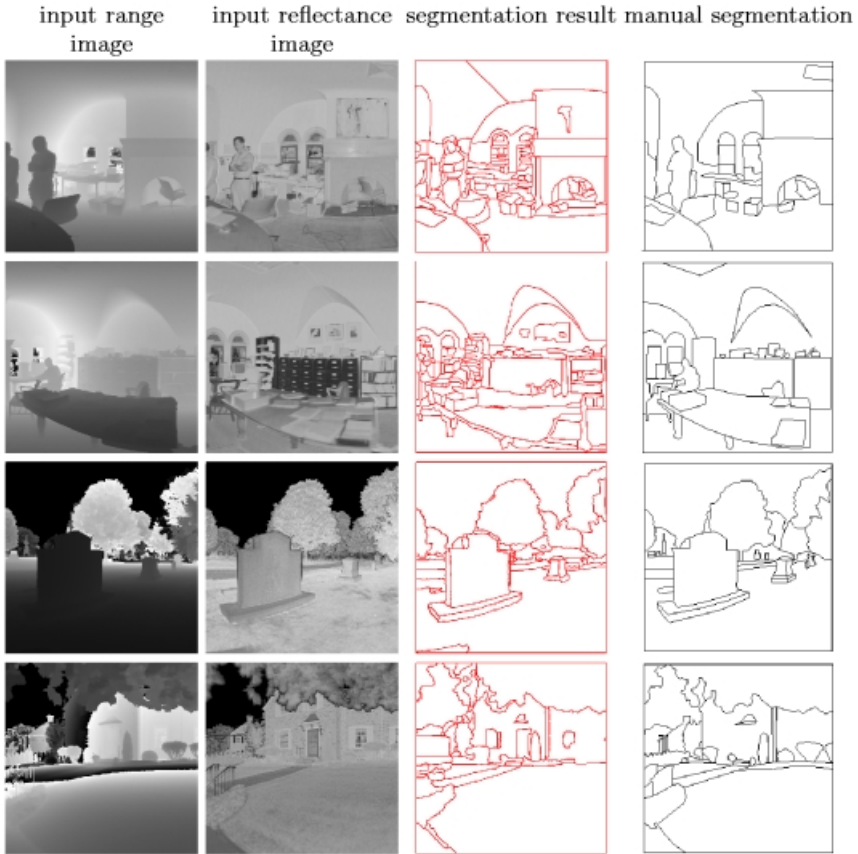 input range
image
input reflectance
image
segmentation result
manual segmentation